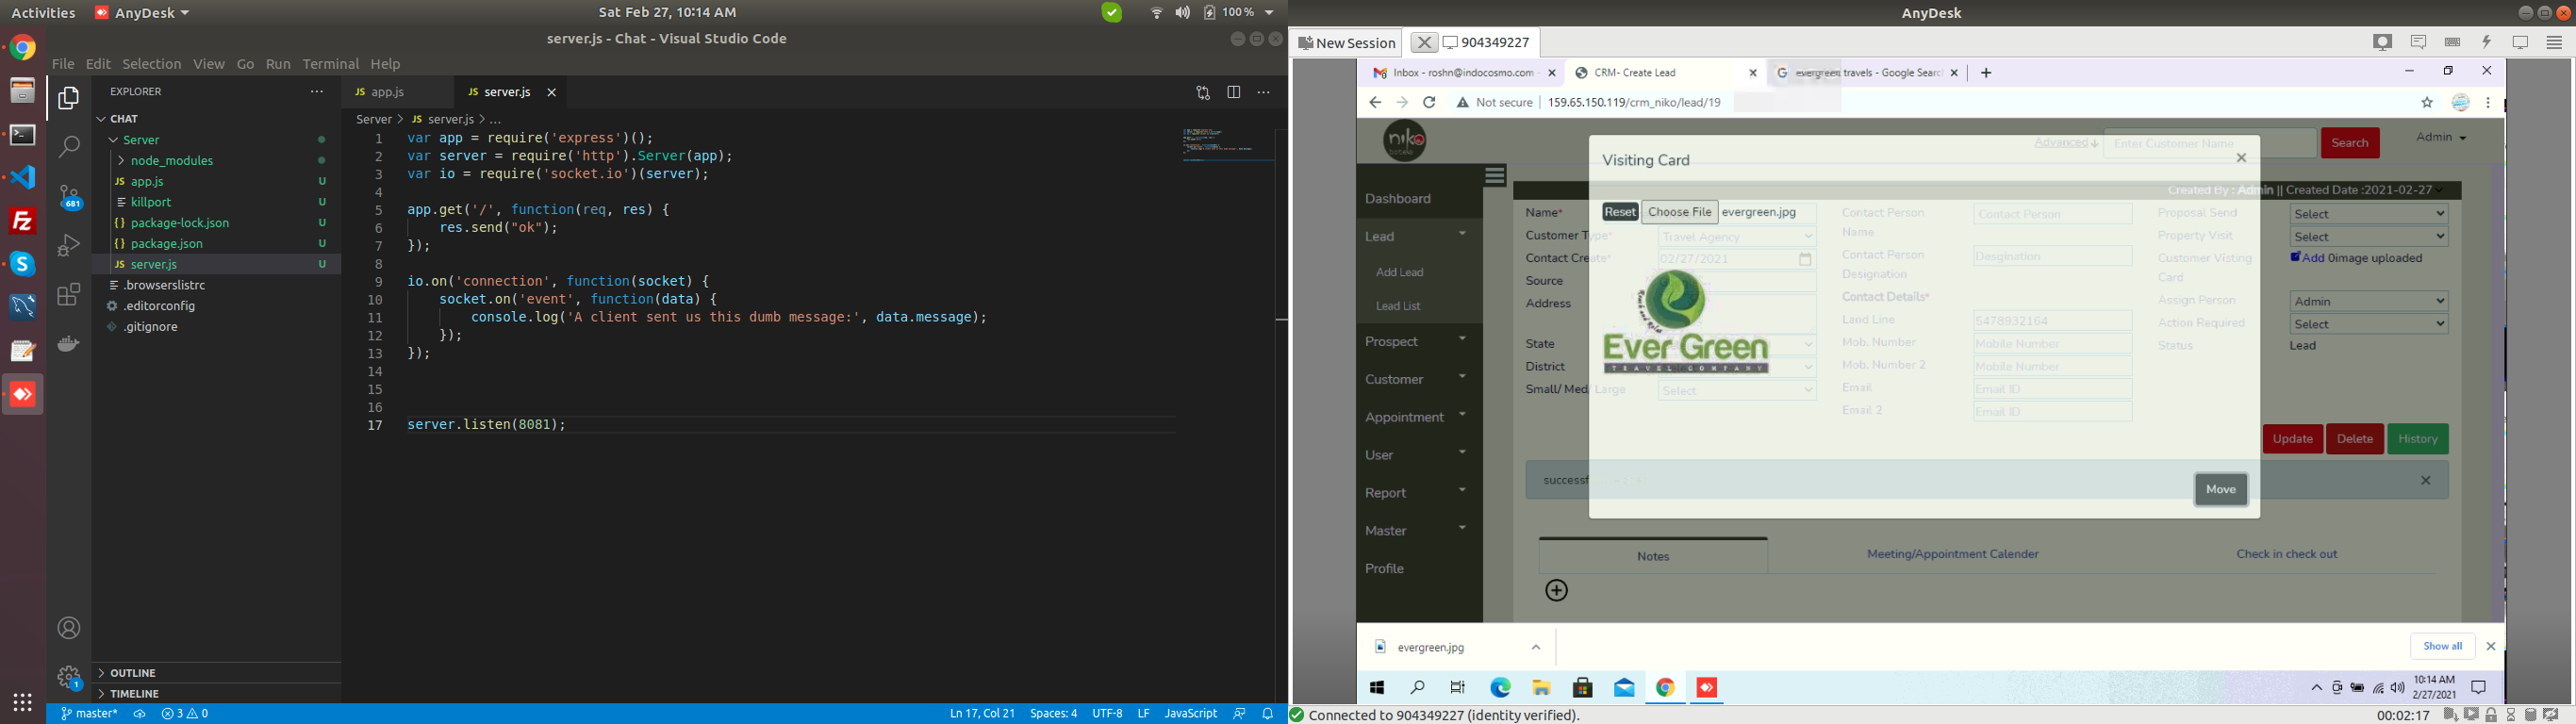 Activities
AnyDesk
Sat Feb 27, 10:14 AM
100%
server.js - Chat - Visual Studio Code
File Edit Selection View Go Run Terminal Help
EXPLORER
CHAT
Server
node_modules
JS app.js U
killport U
{} package-lock.json U
{} package.json U
JS server.js U
.browserslistrc
.editorconfig
.gitignore
681
1
OUTLINE
TIMELINE
JS app.js
JS server.js
Server > JS server.js > ...
1 var app = require('express')();
2 var server = require('http').Server(app);
3 var io = require('socket.io')(server);
4
5 app.get('/', function(req, res) {
6 res.send("ok");
7 });
8
9 io.on('connection', function(socket) {
10 socket.on('event', function(data) {
11 console.log('A client sent us this dumb message:', data.message);
12 });
13 });
14
15
16
17 server.listen(8081);
master* 3 0
Ln 17, Col 21 Spaces: 4 UTF-8 LF JavaScript
AnyDesk
New Session
904349227
Inbox - roshn@indocosmo.com -
CRM- Create Lead
evergreen travels - Google Searc
Not secure 159.65.150.119/crm_niko/lead/19
niko
hotels
Advanced
Enter Customer Name
Search
Admin
Dashboard
Lead
Add Lead
Lead List
Prospect
Customer
Appointment
User
Report
Master
Profile
Visiting Card
Created By : Admin || Created Date :2021-02-27
Reset Choose File evergreen.jpg
Name*
Customer Type*
Travel Agency
Contact Create*
02/27/2021
Source
Address
State
District
Small/ Med/ Large
Select
Ever Green
TRAVEL COMPANY
Contact Person Name
Contact Person
Contact Person Designation
Desgination
Contact Details*
Land Line
5478932164
Mob. Number
Mobile Number
Mob. Number 2
Mobile Number
Email
Email ID
Email 2
Email ID
Proposal Send
Select
Property Visit
Select
Customer Visting Card
Add 0image uploaded
Assign Person
Admin
Action Required
Select
Status
Lead
Update Delete History
successf
Move
Notes
Meeting/Appointment Calender
Check in check out
evergreen.jpg
Show all
10:14 AM
2/27/2021
Connected to 904349227 (identity verified).
00:02:17